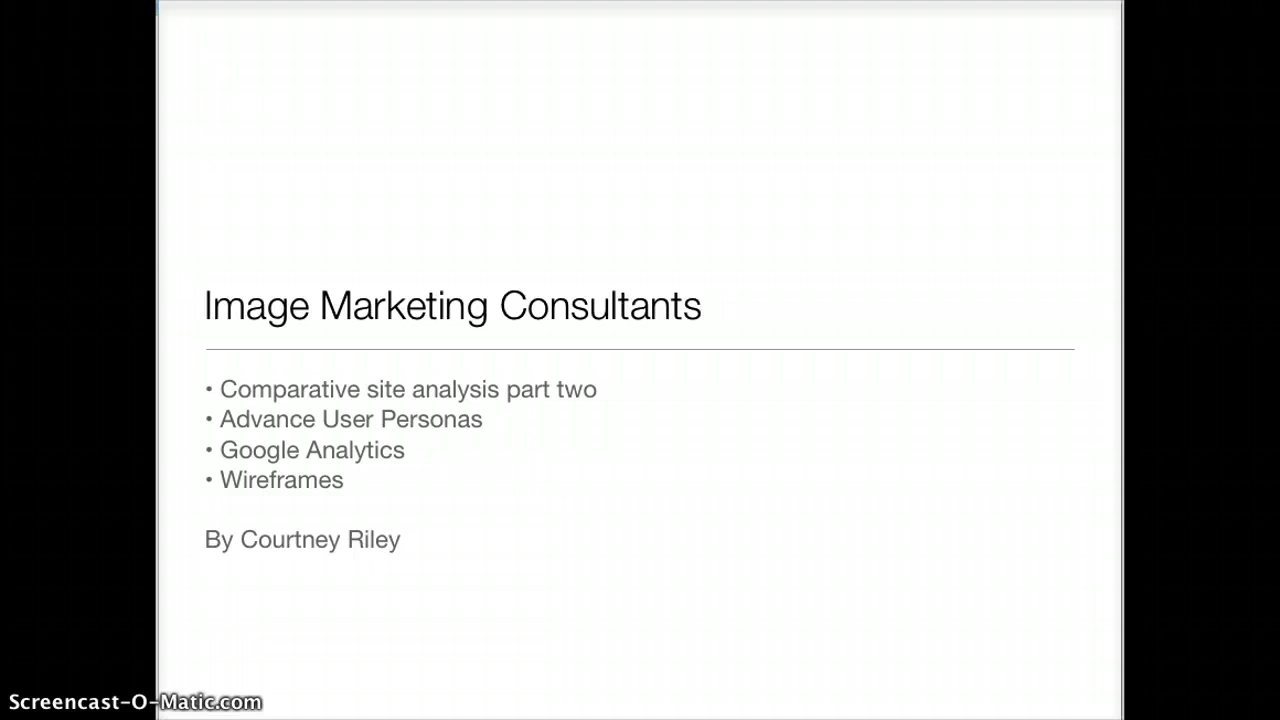 Image Marketing Consultants
• Comparative site analysis part two
• Advance User Personas
• Google Analytics
• Wireframes
By Courtney Riley
Screencast-O-Matic.com